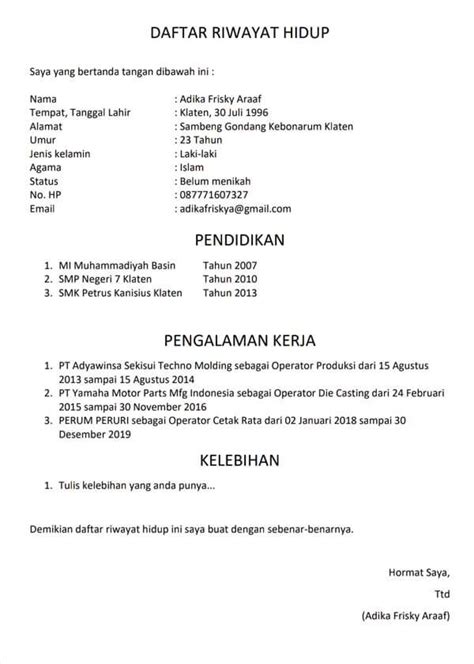 DAFTAR RIWAYAT HIDUP
Saya yang bertanda tangan dibawah ini :
Nama : Adika Frisky Araaf
Tempat, Tanggal Lahir : Klaten, 30 Juli 1996
Alamat : Sambeng Gondang Kebonarum Klaten
Umur : 23 Tahun
Jenis kelamin : Laki-laki
Agama : Islam
Status : Belum menikah
No. HP : 087771607327
Email : adikafriskya@gmail.com
PENDIDIKAN
1. MI Muhammadiyah Basin Tahun 2007
2. SMP Negeri 7 Klaten Tahun 2010
3. SMK Petrus Kanisius Klaten Tahun 2013
PENGALAMAN KERJA
1. PT Adyawinsa Sekisui Techno Molding sebagai Operator Produksi dari 15 Agustus
2013 sampai 15 Agustus 2014
2. PT Yamaha Motor Parts Mfg Indonesia sebagai Operator Die Casting dari 24 Februari
2015 sampai 30 November 2016
3. PERUM PERURI sebagai Operator Cetak Rata dari 02 Januari 2018 sampai 30
Desember 2019
KELEBIHAN
1. Tulis kelebihan yang anda punya...
Demikian daftar riwayat hidup ini saya buat dengan sebenar-benarnya.
Hormat Saya,
Ttd
(Adika Frisky Araaf)